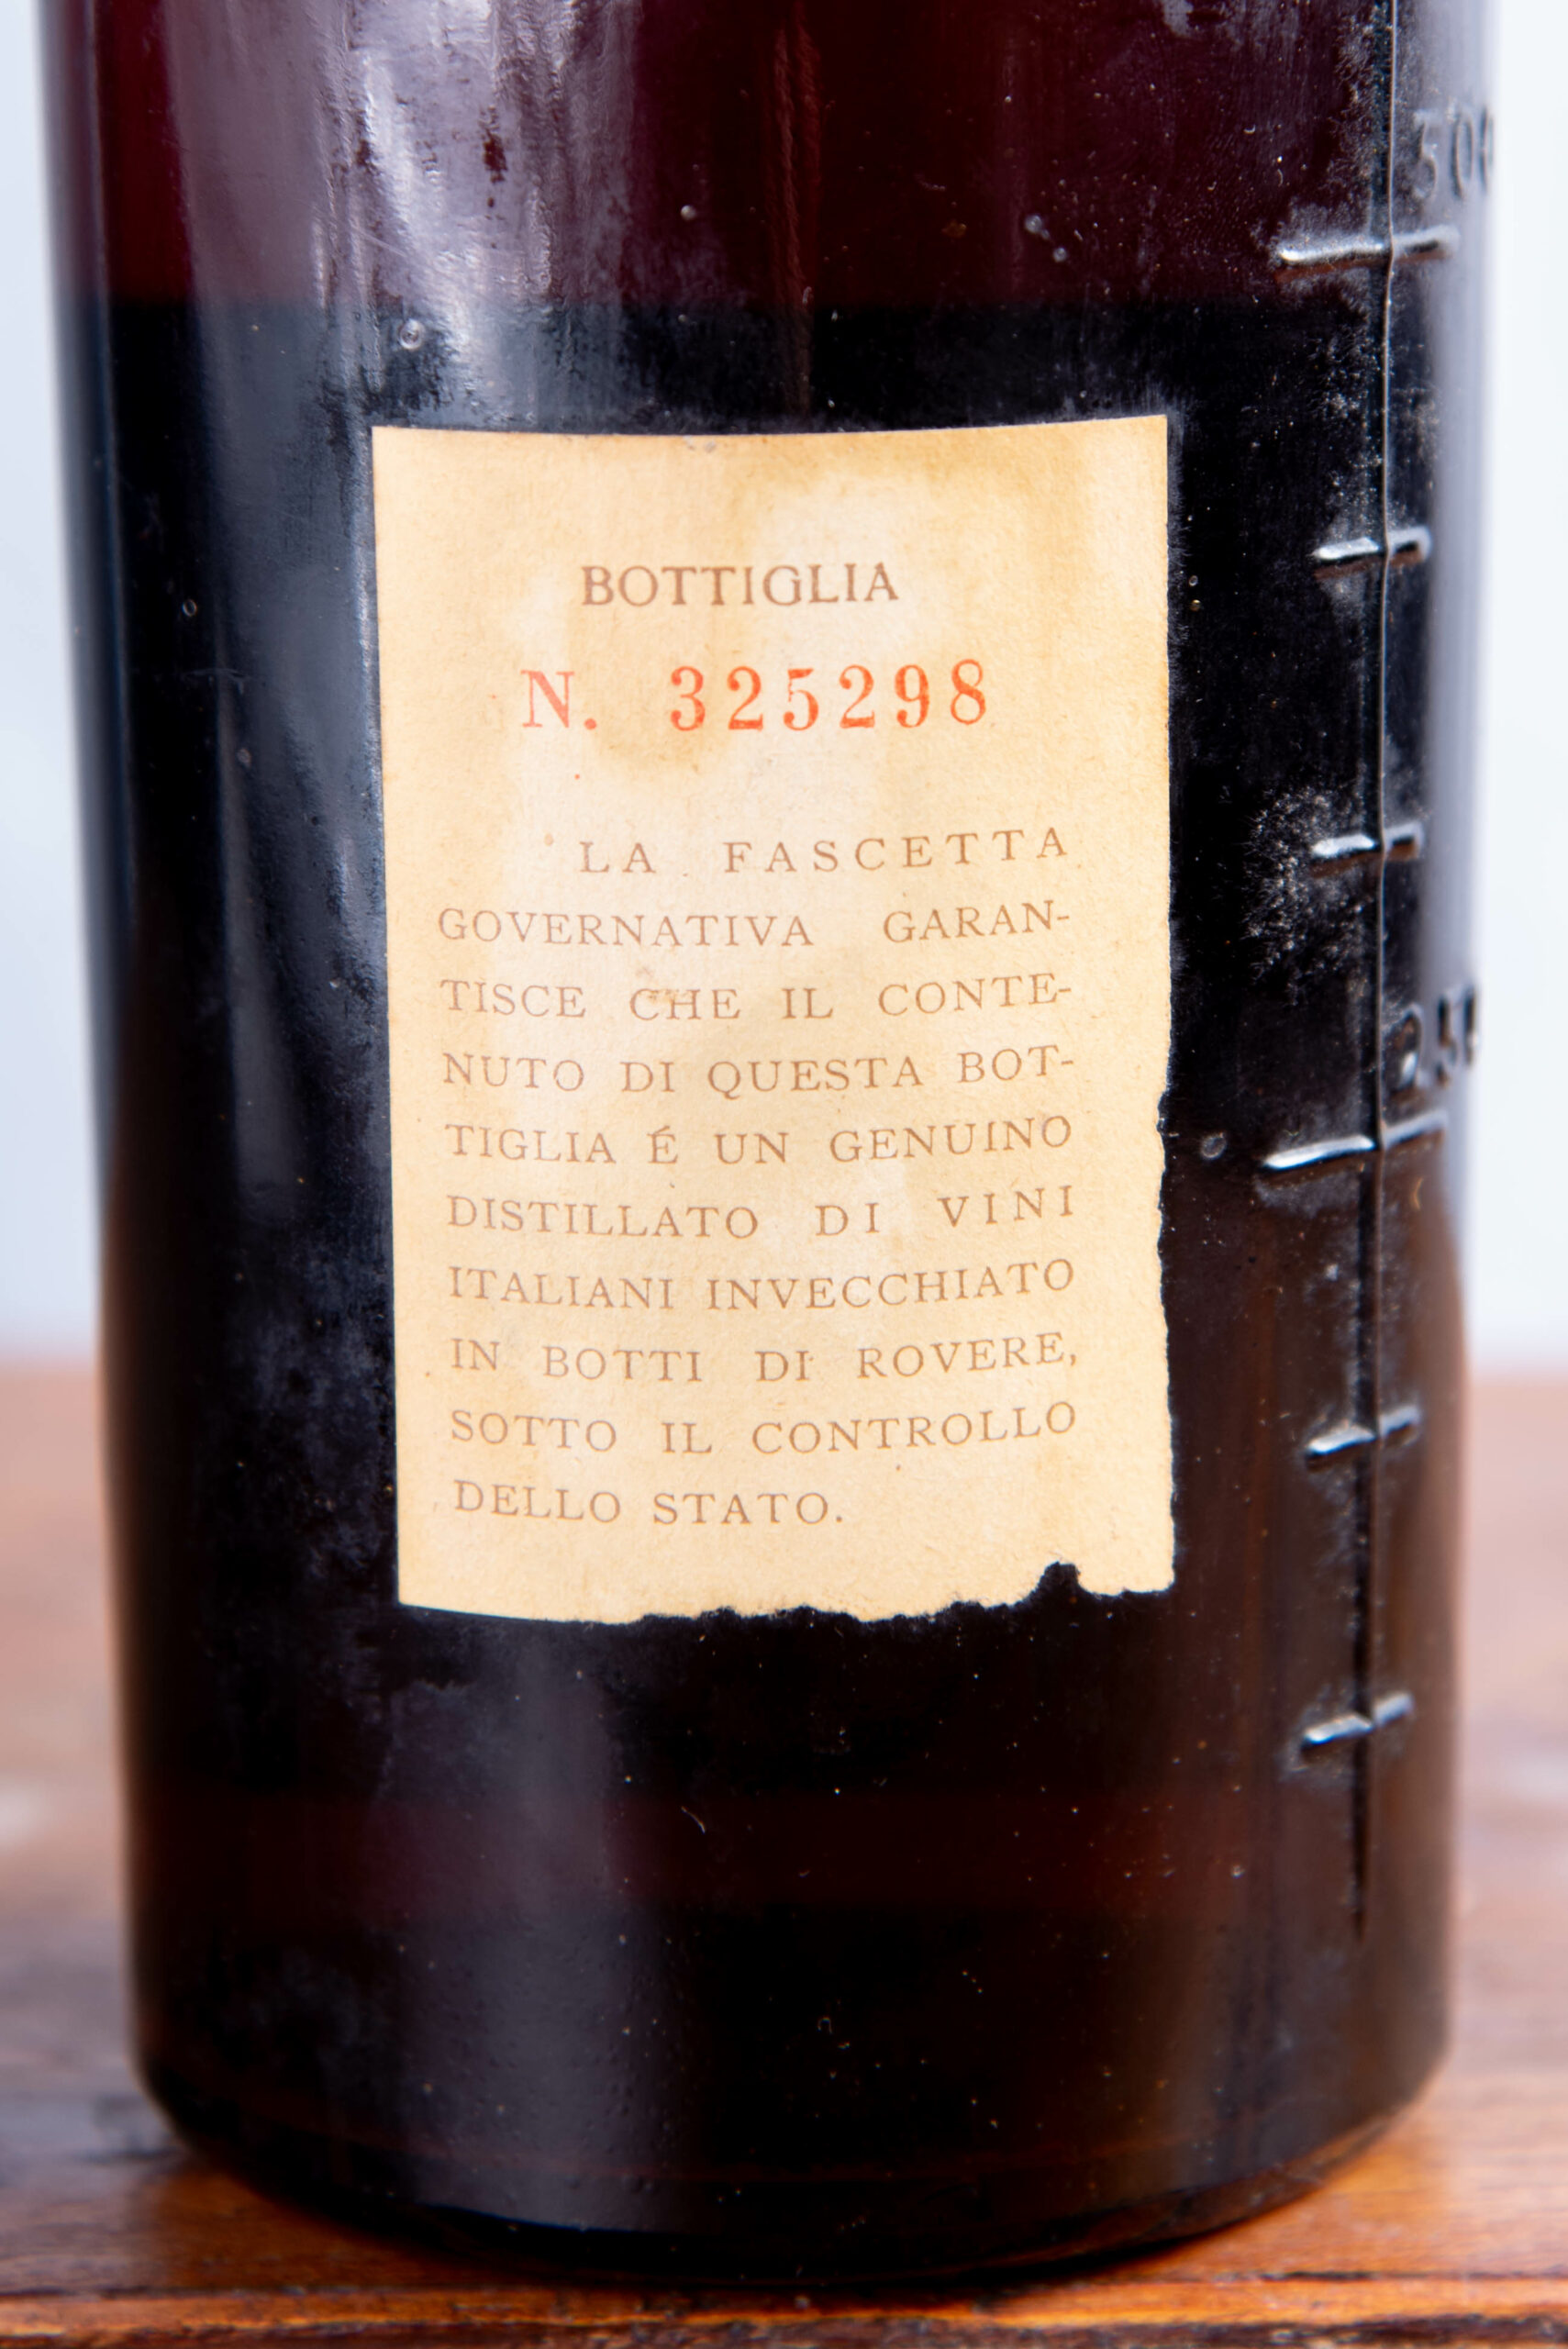 500
BOTTIGLIA
N. 325298
LA FASCETTA
GOVERNATIVA GARAN-
TISCE CHE IL CONTE-
NUTO DI QUESTA BOT-
TIGLIA É UN GENUINO
DISTILLATO DI VINI
ITALIANI INVECCHIATO
IN BOTTI DI ROVERE,
SOTTO IL CONTROLLO
DELLO STATO.